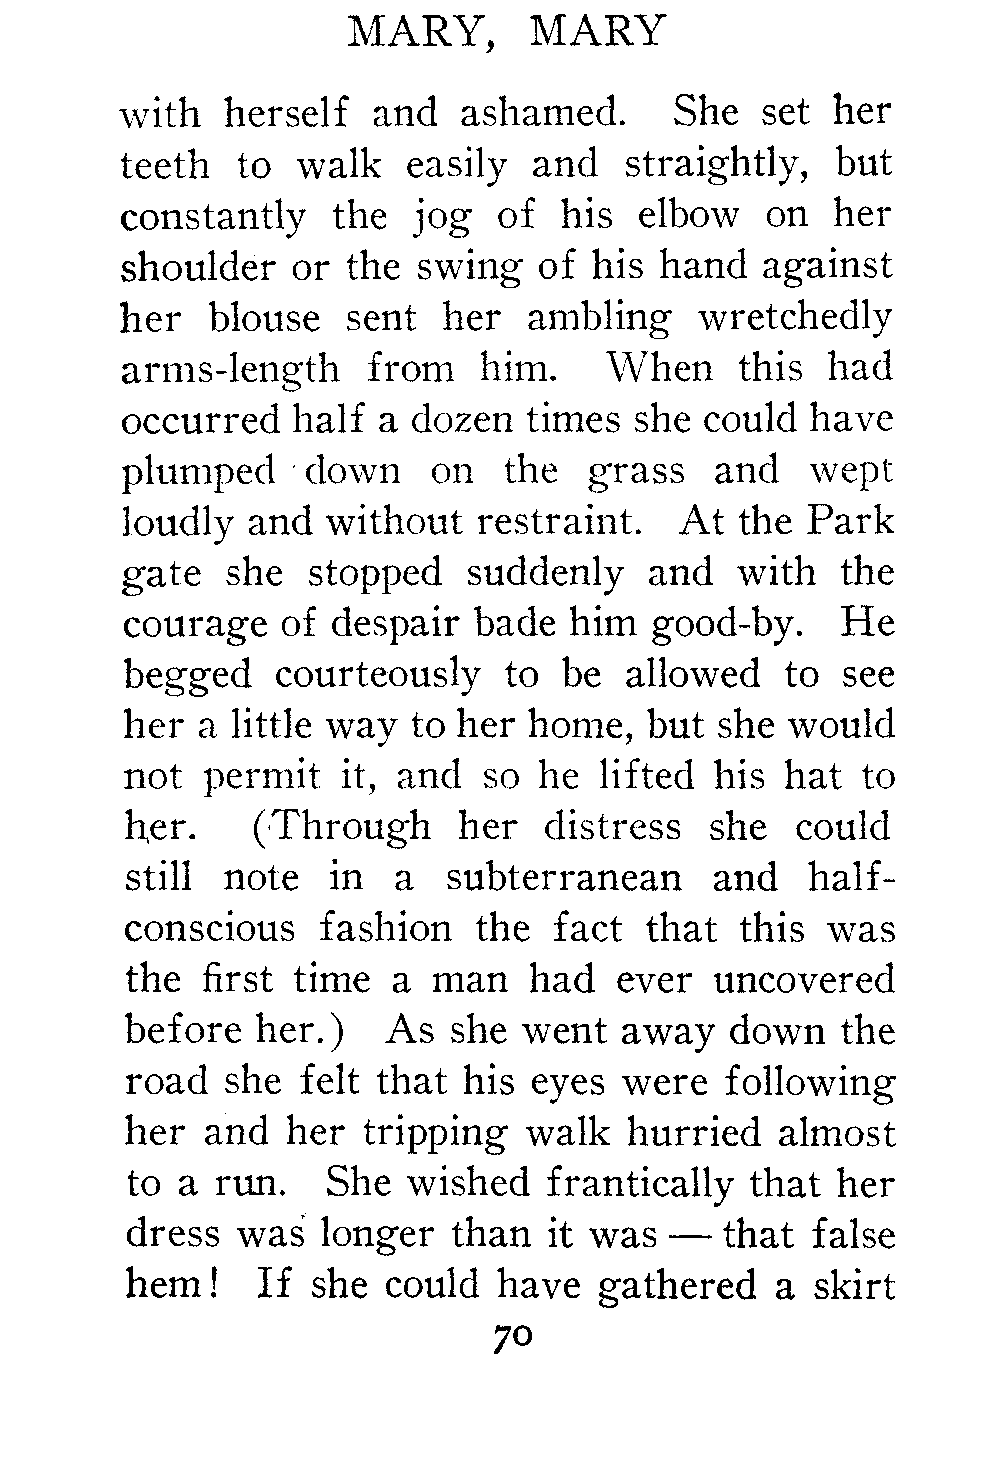 MARY, MARY
with herself and ashamed. She set her
teeth to walk easily and straightly, but
constantly the jog of his elbow on her
shoulder or the swing of his hand against
her blouse sent her ambling wretchedly
arms-length from him. When this had
occurred half a dozen times she could have
plumped down on the grass and wept
loudly and without restraint. At the Park
gate she stopped suddenly and with the
courage of despair bade him good-by. He
begged courteously to be allowed to see
her a little way to her home, but she would
not permit it, and so he lifted his hat to
her. (Through her distress she could
still note in a subterranean and half-
conscious fashion the fact that this was
the first time a man had ever uncovered
before her.) As she went away down the
road she felt that his eyes were following
her and her tripping walk hurried almost
to a run. She wished frantically that her
dress was longer than it was — that false
hem! If she could have gathered a skirt
70